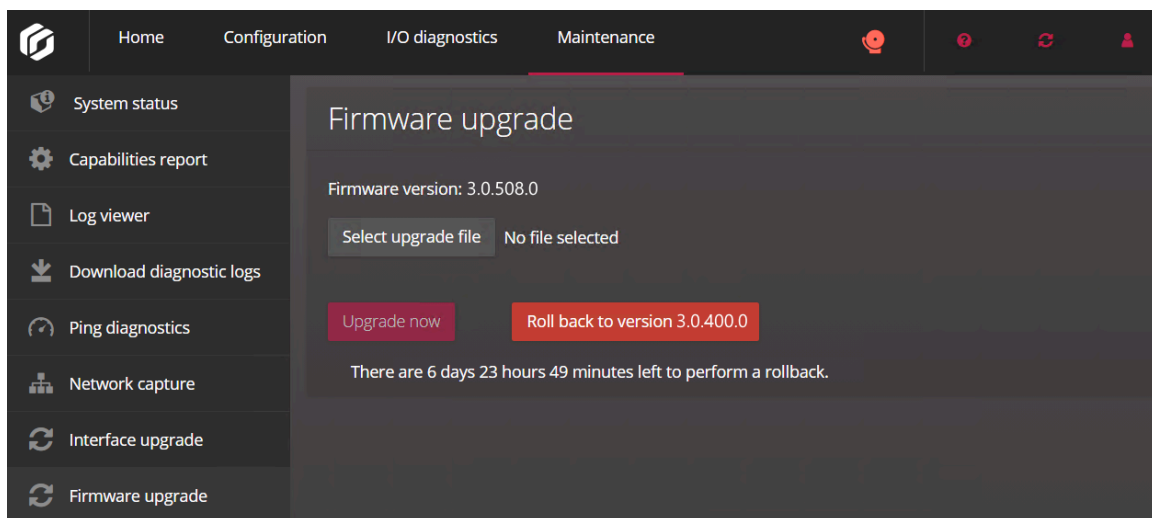 Home Configuration I/O diagnostics Maintenance
System status
Capabilities report
Log viewer
Download diagnostic logs
Ping diagnostics
Network capture
Interface upgrade
Firmware upgrade
Firmware upgrade
Firmware version: 3.0.508.0
Select upgrade file No file selected
Upgrade now Roll back to version 3.0.400.0
There are 6 days 23 hours 49 minutes left to perform a rollback.